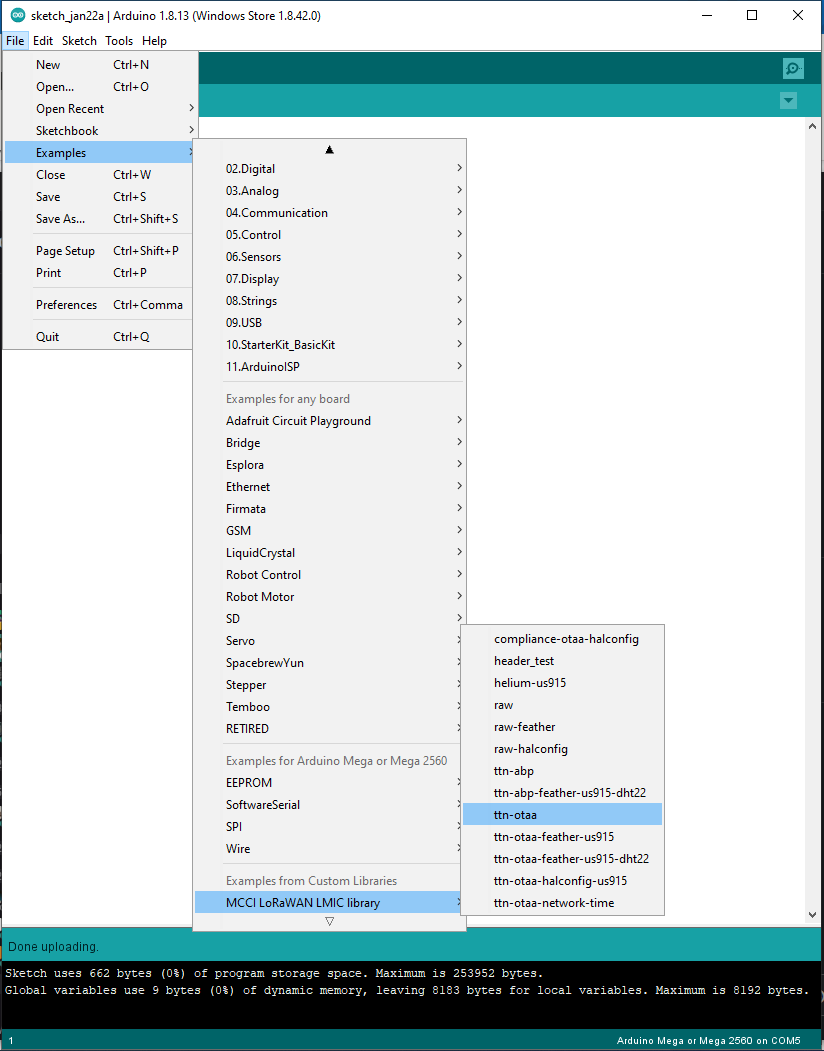 sketch_jan22a | Arduino 1.8.13 (Windows Store 1.8.42.0)
File Edit Sketch Tools Help
New Ctrl+N
Open... Ctrl+O
Open Recent
Sketchbook
Examples
Close Ctrl+W
Save Ctrl+S
Save As... Ctrl+Shift+S
Page Setup Ctrl+Shift+P
Print Ctrl+P
Preferences Ctrl+Comma
Quit Ctrl+Q
02.Digital
03.Analog
04.Communication
05.Control
06.Sensors
07.Display
08.Strings
09.USB
10.StarterKit_BasicKit
11.ArduinoISP
Examples for any board
Adafruit Circuit Playground
Bridge
Esplora
Ethernet
Firmata
GSM
LiquidCrystal
Robot Control
Robot Motor
SD
Servo
SpacebrewYun
Stepper
Temboo
RETIRED
Examples for Arduino Mega or Mega 2560
EEPROM
SoftwareSerial
SPI
Wire
Examples from Custom Libraries
MCCI LoRaWAN LMIC library
compliance-otaa-halconfig
header_test
helium-us915
raw
raw-feather
raw-halconfig
ttn-abp
ttn-abp-feather-us915-dht22
ttn-otaa
ttn-otaa-feather-us915
ttn-otaa-feather-us915-dht22
ttn-otaa-halconfig-us915
ttn-otaa-network-time
Done uploading.
Sketch uses 662 bytes (0%) of program storage space. Maximum is 253952 bytes.
Global variables use 9 bytes (0%) of dynamic memory, leaving 8183 bytes for local variables. Maximum is 8192 bytes.
1 Arduino Mega or Mega 2560 on COM5